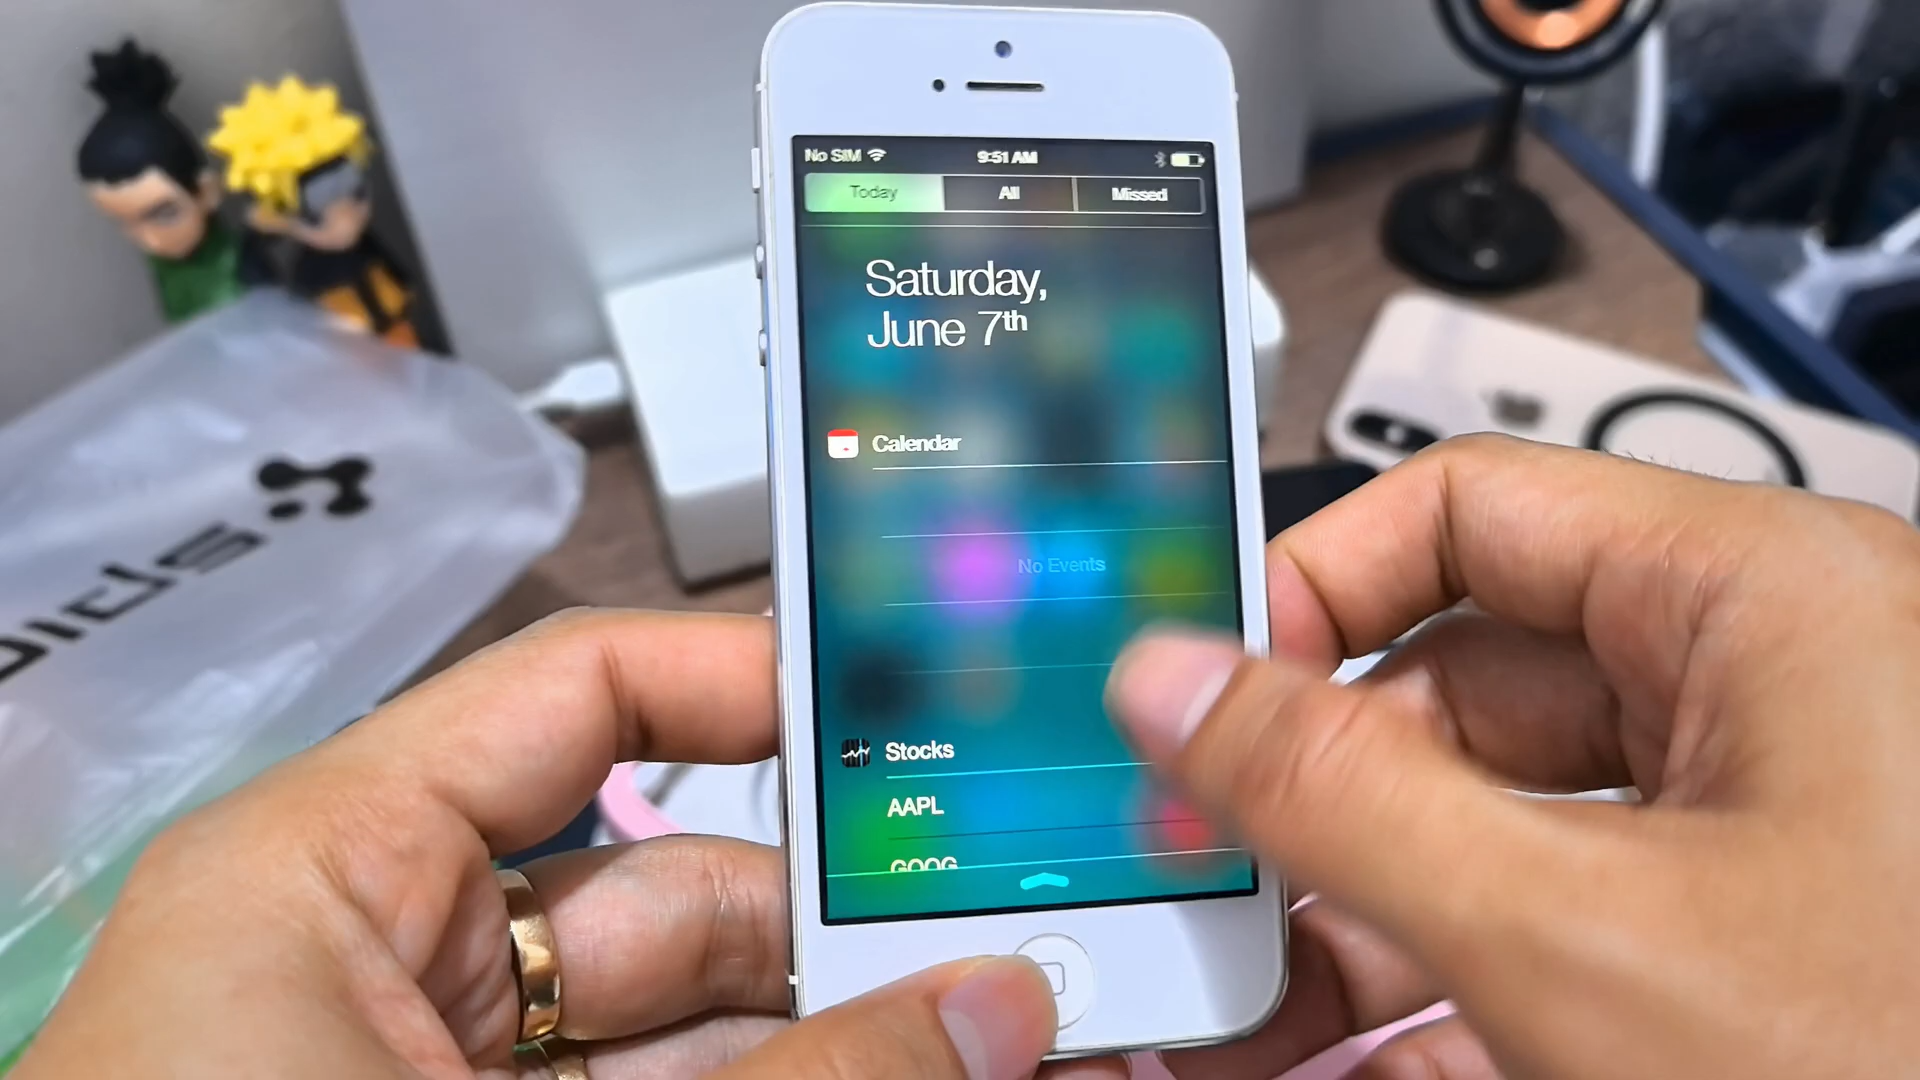 No SIM 9:51 AM
Today All Missed
Saturday,
June 7th
Calendar
No Events
Stocks
AAPL
GOOG